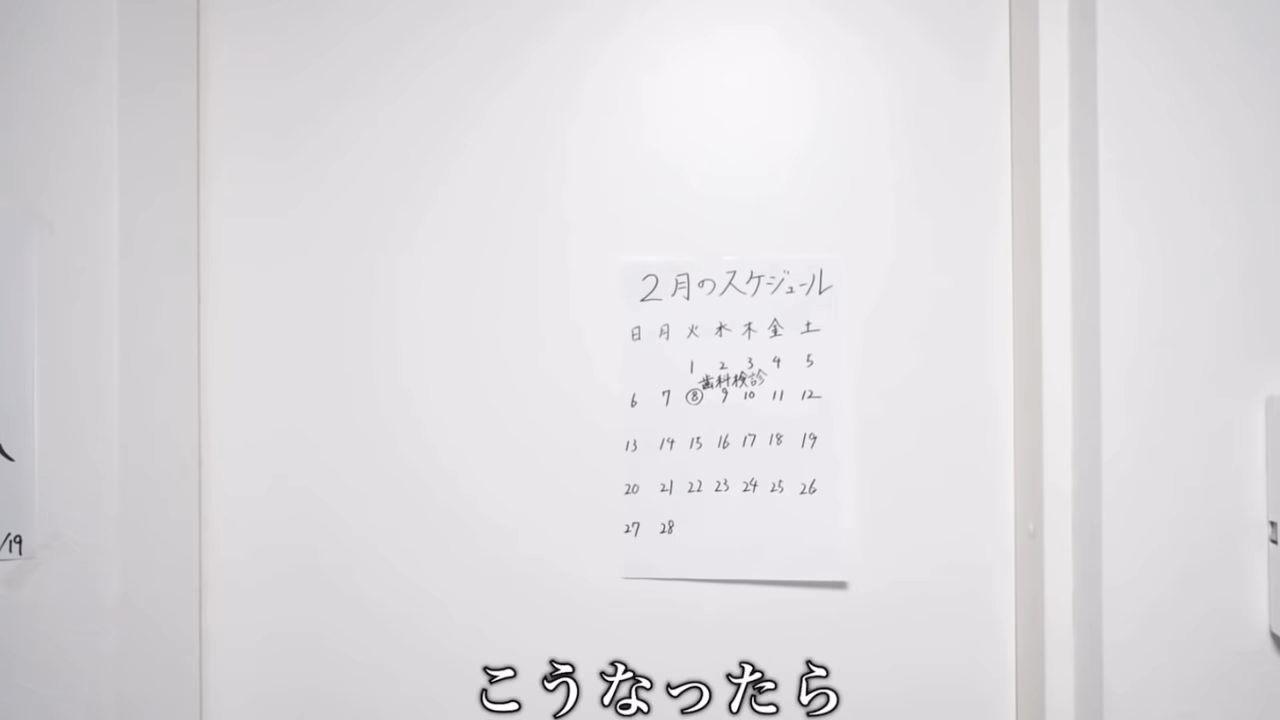 2月のスケジュール
日 月 火 水 木 金 土
1 2 3 4 5
歯科検診
6 7 ⑧ 9 10 11 12
13 14 15 16 17 18 19
20 21 22 23 24 25 26
27 28
/19
こうなったら